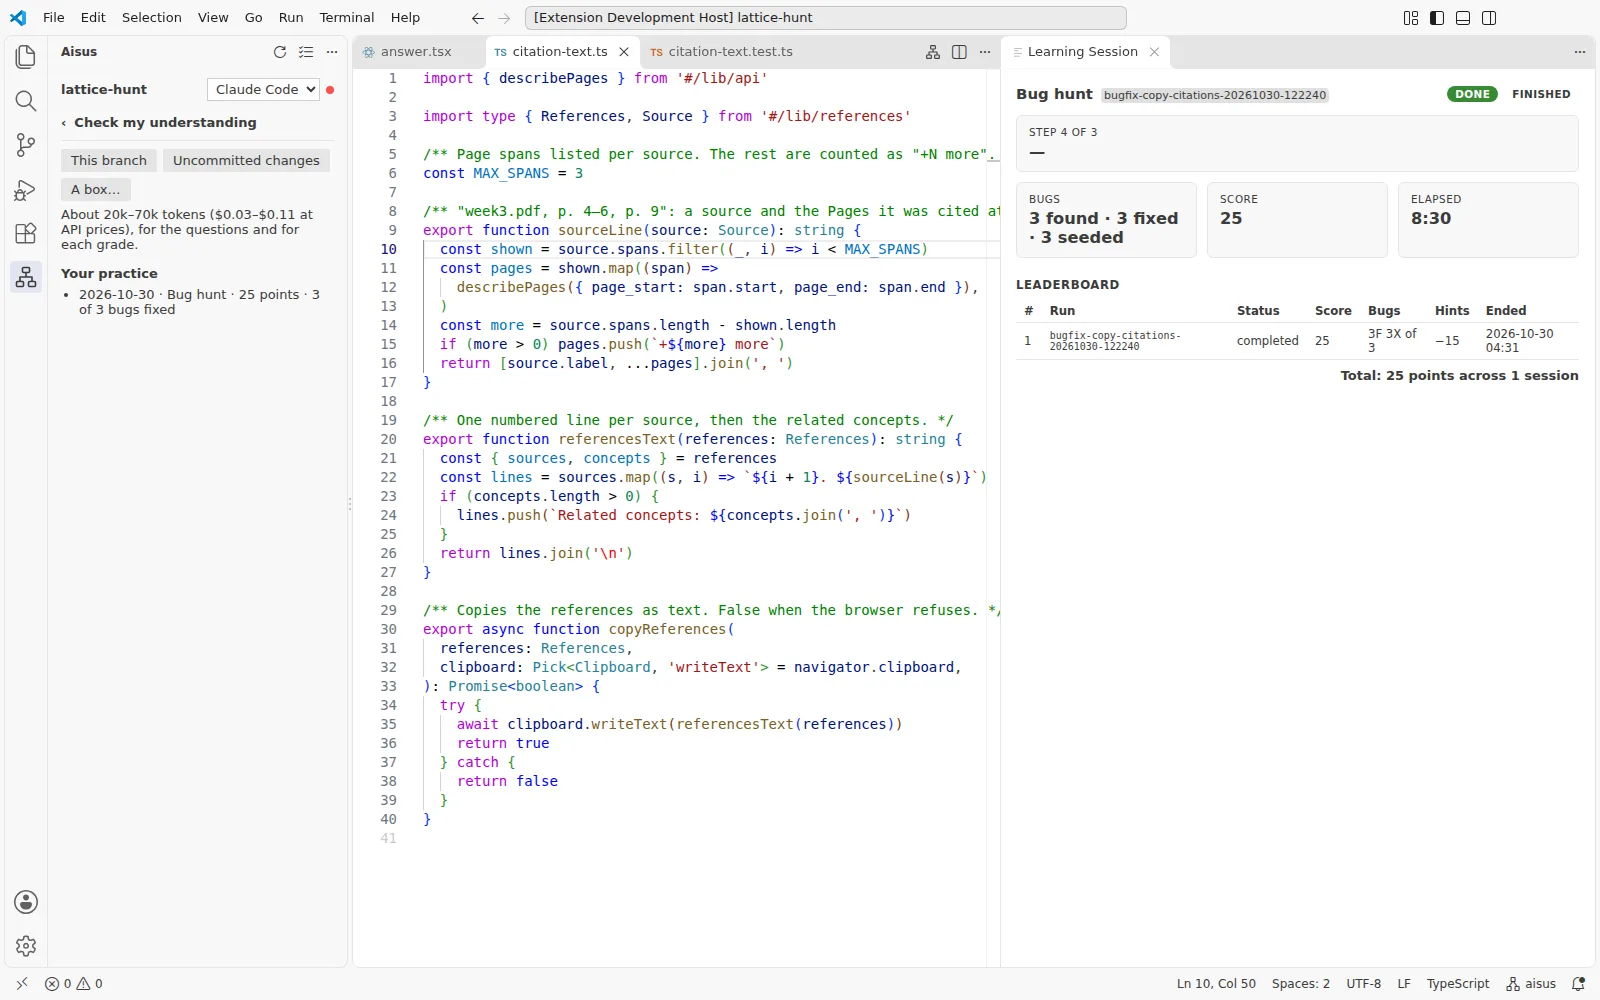 File Edit Selection View Go Run Terminal Help
[Extension Development Host] lattice-hunt
Aisus
lattice-hunt
Claude Code
‹ Check my understanding
This branch
Uncommitted changes
A box...
About 20k–70k tokens ($0.03–$0.11 at
API prices), for the questions and for
each grade.
Your practice
• 2026-10-30 · Bug hunt · 25 points · 3
of 3 bugs fixed
answer.tsx
TS citation-text.ts
TS citation-text.test.ts
1 import { describePages } from '#/lib/api'
2
3 import type { References, Source } from '#/lib/references'
4
5 /** Page spans listed per source. The rest are counted as "+N more".
6 const MAX_SPANS = 3
7
8 /** "week3.pdf, p. 4–6, p. 9": a source and the Pages it was cited at
9 export function sourceLine(source: Source): string {
10 const shown = source.spans.filter((_, i) => i < MAX_SPANS)
11 const pages = shown.map((span) =>
12 describePages({ page_start: span.start, page_end: span.end }),
13 )
14 const more = source.spans.length - shown.length
15 if (more > 0) pages.push(`+${more} more`)
16 return [source.label, ...pages].join(', ')
17 }
18
19 /** One numbered line per source, then the related concepts. */
20 export function referencesText(references: References): string {
21 const { sources, concepts } = references
22 const lines = sources.map((s, i) => `${i + 1}. ${sourceLine(s)}`)
23 if (concepts.length > 0) {
24 lines.push(`Related concepts: ${concepts.join(', ')}`)
25 }
26 return lines.join('\n')
27 }
28
29 /** Copies the references as text. False when the browser refuses. */
30 export async function copyReferences(
31 references: References,
32 clipboard: Pick<Clipboard, 'writeText'> = navigator.clipboard,
33 ): Promise<boolean> {
34 try {
35 await clipboard.writeText(referencesText(references))
36 return true
37 } catch {
38 return false
39 }
40 }
41
Learning Session
Bug hunt bugfix-copy-citations-20261030-122240
DONE FINISHED
STEP 4 OF 3
—
BUGS
3 found · 3 fixed
· 3 seeded
SCORE
25
ELAPSED
8:30
LEADERBOARD
# Run Status Score Bugs Hints Ended
1 bugfix-copy-citations-20261030-122240 completed 25 3F 3X of 3 −15 2026-10-30 04:31
Total: 25 points across 1 session
0 0
Ln 10, Col 50 Spaces: 2 UTF-8 LF TypeScript aisus